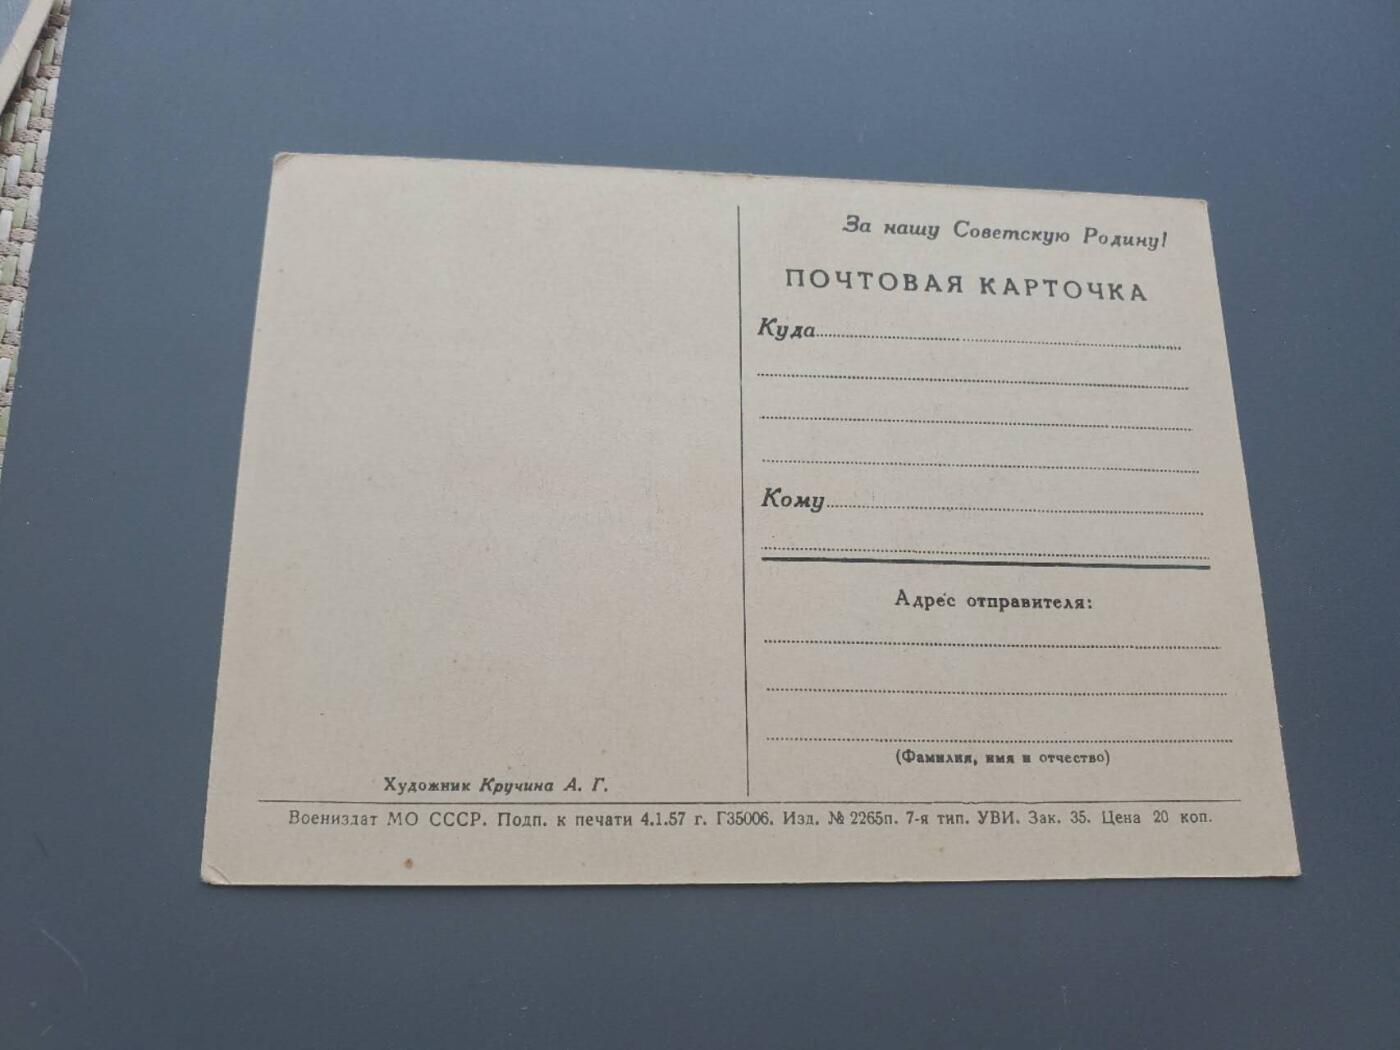 За нашу Советскую Родину!
ПОЧТОВАЯ КАРТОЧКА
Куда
Кому
Адрес отправителя:
(Фамилия, имя и отчество)
Художник Кручина А. Г.
Воениздат МО СССР. Подп. к печати 4.1.57 г. Г35006. Изд. № 2265п. 7-я тип. УВИ. Зак. 35. Цена 20 коп.